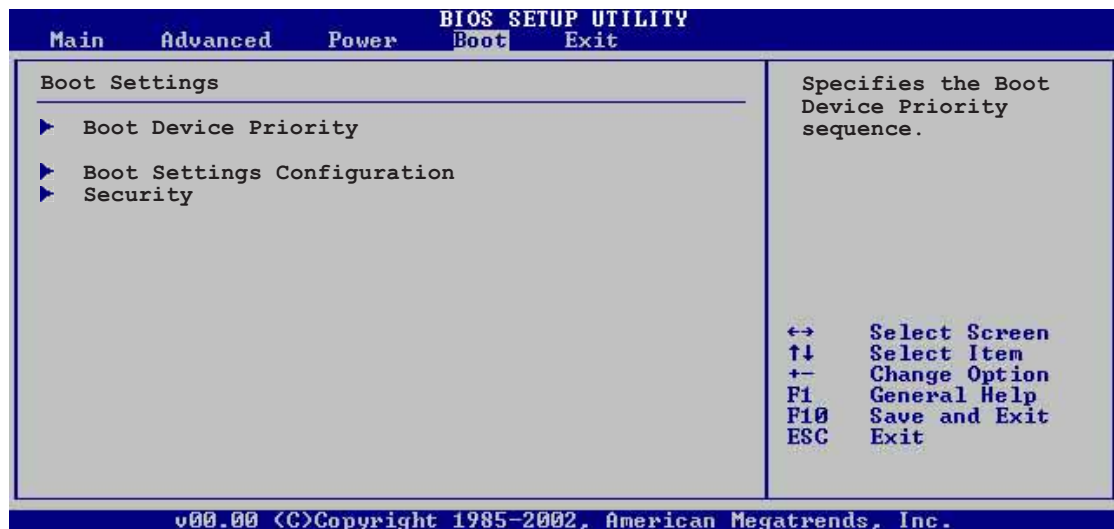 BIOS SETUP UTILITY
Main Advanced Power Boot Exit
Boot Settings
Boot Device Priority
Boot Settings Configuration
Security
Specifies the Boot
Device Priority
sequence.
←→ Select Screen
↑↓ Select Item
+- Change Option
F1 General Help
F10 Save and Exit
ESC Exit
v00.00 (C)Copyright 1985-2002, American Megatrends, Inc.